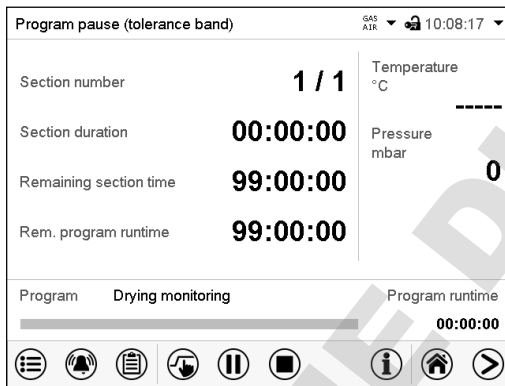 Program pause (tolerance band) GAS AIR 10:08:17
Section number 1 / 1
Section duration 00:00:00
Remaining section time 99:00:00
Rem. program runtime 99:00:00
Temperature
°C
-----
Pressure
mbar
0
Program Drying monitoring Program runtime
00:00:00